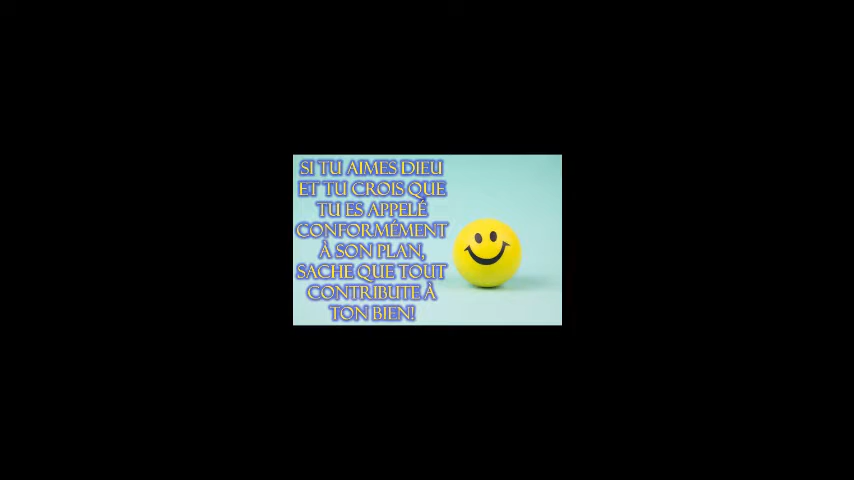 SI TU AIMES DIEU
ET TU CROIS QUE
TU ES APPELÉ
CONFORMÉMENT
À SON PLAN,
SACHE QUE TOUT
CONTRIBUTE À
TON BIEN!